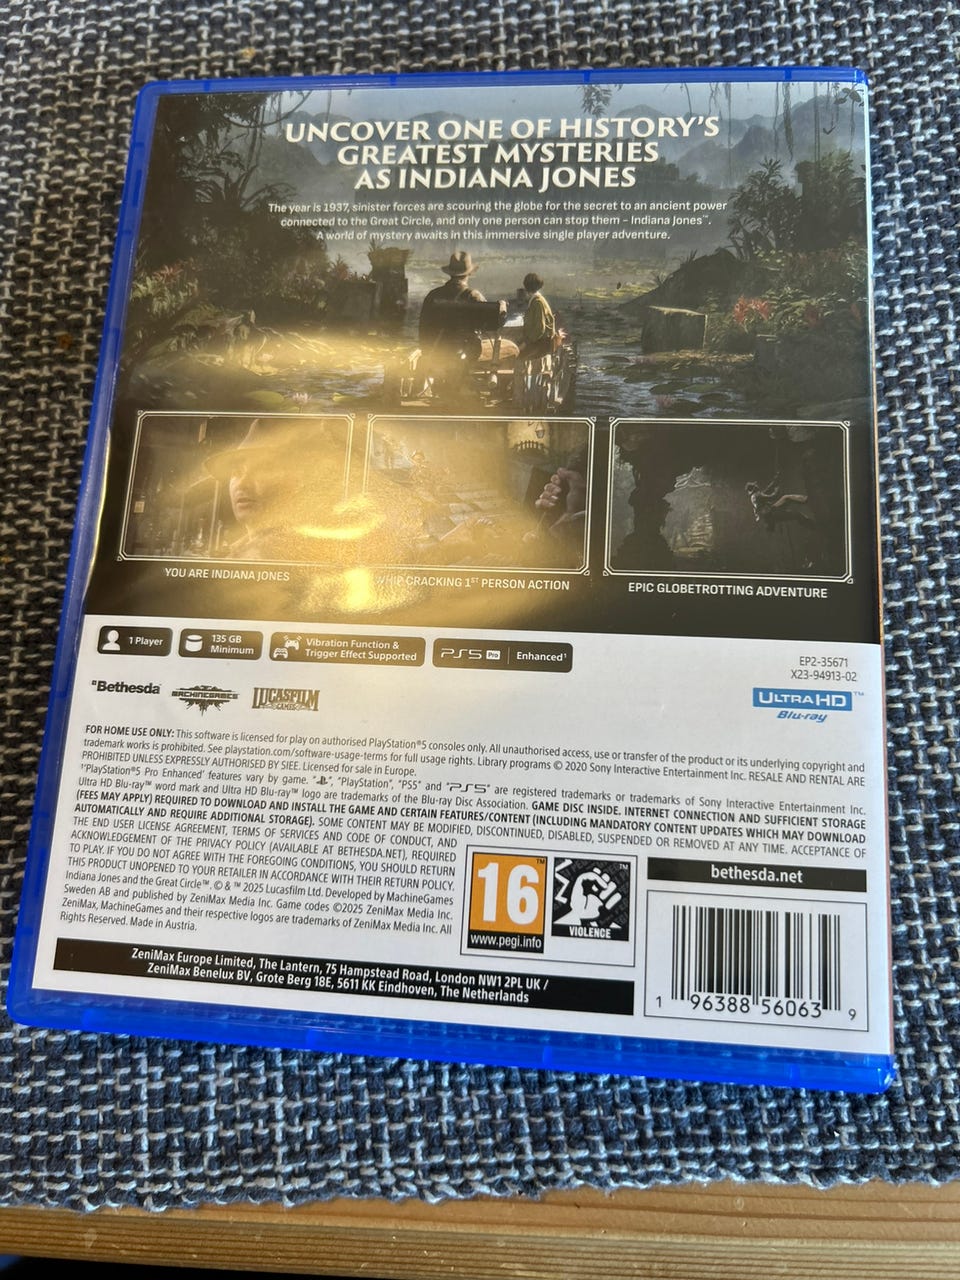 UNCOVER ONE OF HISTORY'S
GREATEST MYSTERIES
AS INDIANA JONES
The year is 1937, sinister forces are scouring the globe for the secret to an ancient power
connected to the Great Circle, and only one person can stop them – Indiana Jones™.
A world of mystery awaits in this immersive single player adventure.
YOU ARE INDIANA JONES
WHIP CRACKING 1ST PERSON ACTION
EPIC GLOBETROTTING ADVENTURE
1 Player
135 GB
Minimum
Vibration Function &
Trigger Effect Supported
PS5 Pro Enhanced¹
EP2-35671
X23-94913-02
Bethesda
MACHINEGAMES
LUCASFILM
GAMES
ULTRA HD™
Blu-ray
FOR HOME USE ONLY: This software is licensed for play on authorised PlayStation®5 consoles only. All unauthorised access, use or transfer of the product or its underlying copyright and
trademark works is prohibited. See playstation.com/software-usage-terms for full usage rights. Library programs © 2020 Sony Interactive Entertainment Inc. RESALE AND RENTAL ARE
PROHIBITED UNLESS EXPRESSLY AUTHORISED BY SIEE. Licensed for sale in Europe.
¹'PlayStation®5 Pro Enhanced' features vary by game. "PS", "PlayStation", "PS5" and "PS5" are registered trademarks or trademarks of Sony Interactive Entertainment Inc.
Ultra HD Blu-ray™ word mark and Ultra HD Blu-ray™ logo are trademarks of the Blu-ray Disc Association. GAME DISC INSIDE. INTERNET CONNECTION AND SUFFICIENT STORAGE
(FEES MAY APPLY) REQUIRED TO DOWNLOAD AND INSTALL THE GAME AND CERTAIN FEATURES/CONTENT (INCLUDING MANDATORY CONTENT UPDATES WHICH MAY DOWNLOAD
AUTOMATICALLY AND REQUIRE ADDITIONAL STORAGE). SOME CONTENT MAY BE MODIFIED, DISCONTINUED, DISABLED, SUSPENDED OR REMOVED AT ANY TIME. ACCEPTANCE OF
THE END USER LICENSE AGREEMENT, TERMS OF SERVICES AND CODE OF CONDUCT, AND
ACKNOWLEDGEMENT OF THE PRIVACY POLICY (AVAILABLE AT BETHESDA.NET), REQUIRED
TO PLAY. IF YOU DO NOT AGREE WITH THE FOREGOING CONDITIONS, YOU SHOULD RETURN
THIS PRODUCT UNOPENED TO YOUR RETAILER IN ACCORDANCE WITH THEIR RETURN POLICY.
Indiana Jones and the Great Circle™. © & ™ 2025 Lucasfilm Ltd. Developed by MachineGames
Sweden AB and published by ZeniMax Media Inc. Game codes ©2025 ZeniMax Media Inc.
ZeniMax, MachineGames and their respective logos are trademarks of ZeniMax Media Inc. All
Rights Reserved. Made in Austria.
16™
www.pegi.info
™
VIOLENCE
bethesda.net
1 96388 56063 9
ZeniMax Europe Limited, The Lantern, 75 Hampstead Road, London NW1 2PL UK /
ZeniMax Benelux BV, Grote Berg 18E, 5611 KK Eindhoven, The Netherlands